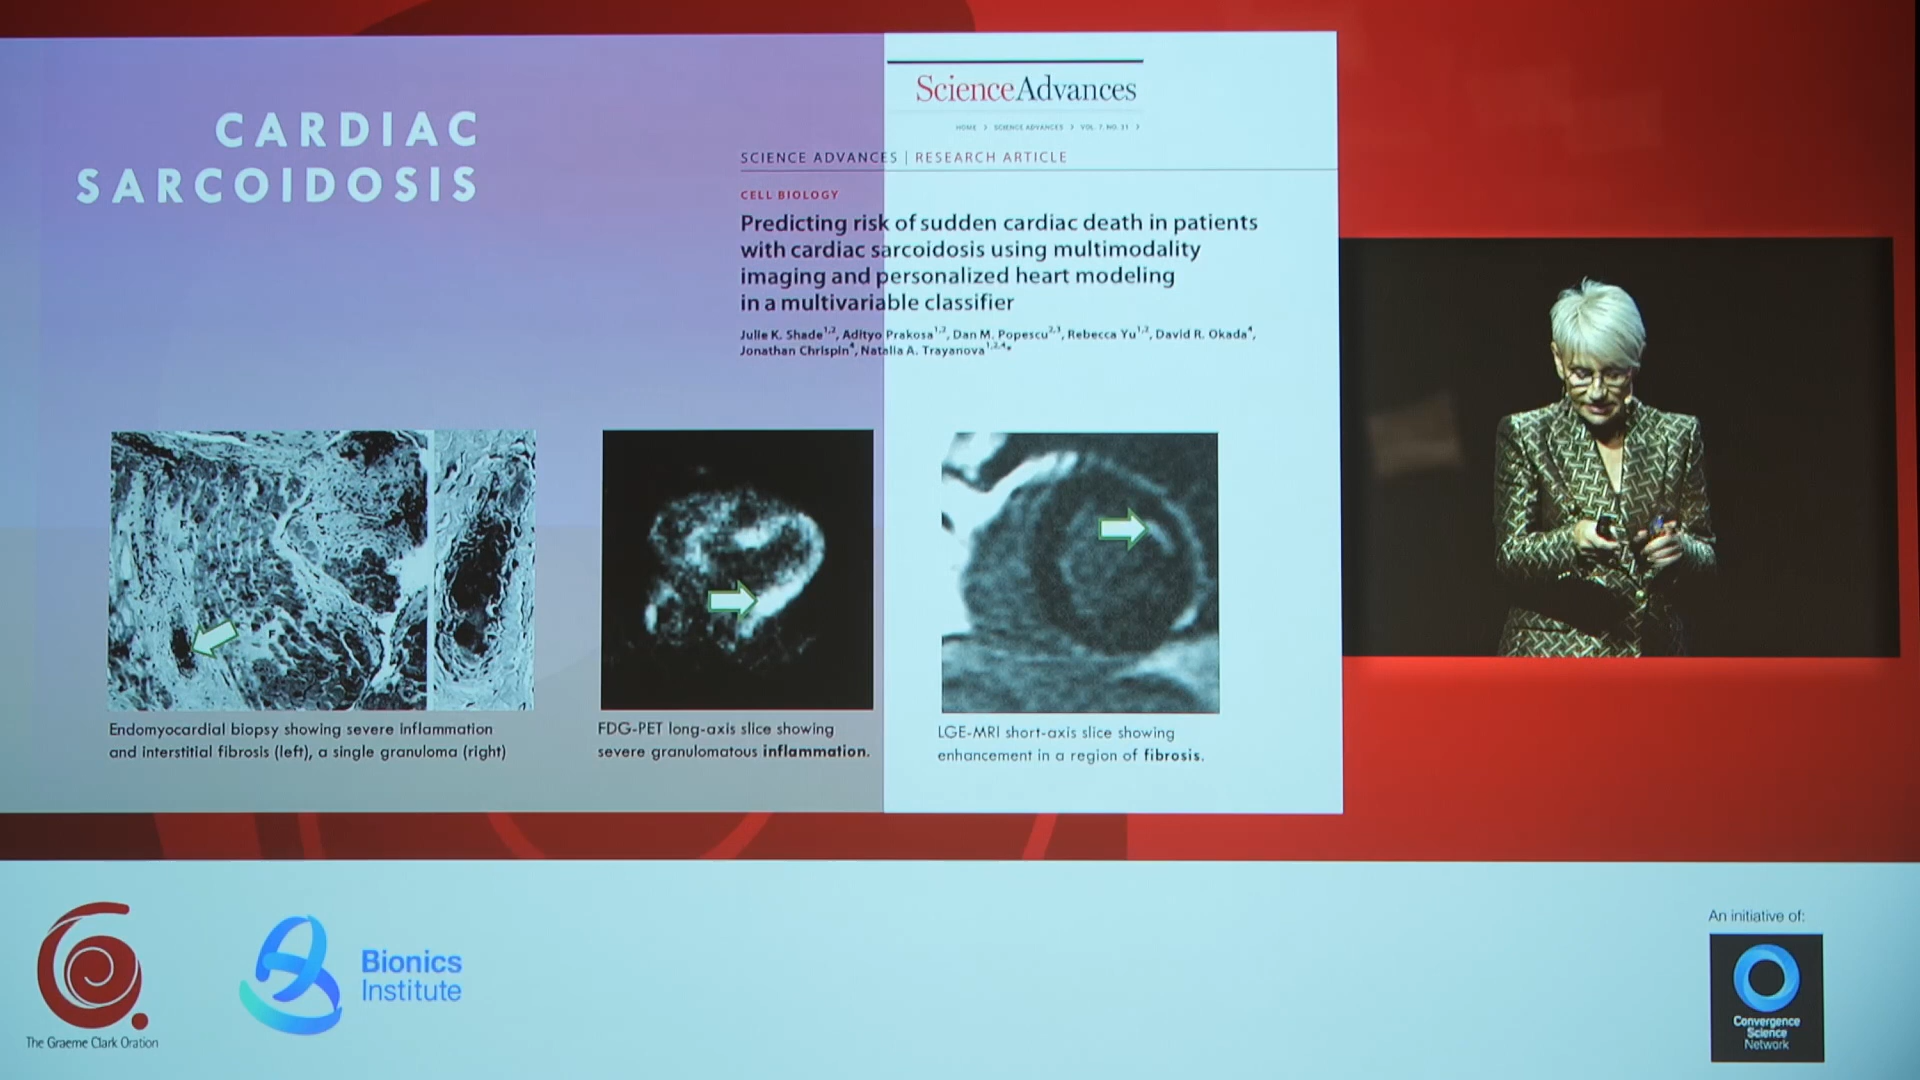 CARDIAC
SARCOIDOSIS
ScienceAdvances
HOME > SCIENCE ADVANCES > VOL. 7, NO. 31 >
SCIENCE ADVANCES | RESEARCH ARTICLE
CELL BIOLOGY
Predicting risk of sudden cardiac death in patients
with cardiac sarcoidosis using multimodality
imaging and personalized heart modeling
in a multivariable classifier
Julie K. Shade1,2, Adityo Prakosa1,2, Dan M. Popescu2,3, Rebecca Yu1,2, David R. Okada4,
Jonathan Chrispin4, Natalia A. Trayanova1,2,4*
F
F
Endomyocardial biopsy showing severe inflammation
and interstitial fibrosis (left), a single granuloma (right)
FDG-PET long-axis slice showing
severe granulomatous inflammation.
LGE-MRI short-axis slice showing
enhancement in a region of fibrosis.
The Graeme Clark Oration
Bionics
Institute
An initiative of:
Convergence
Science
Network